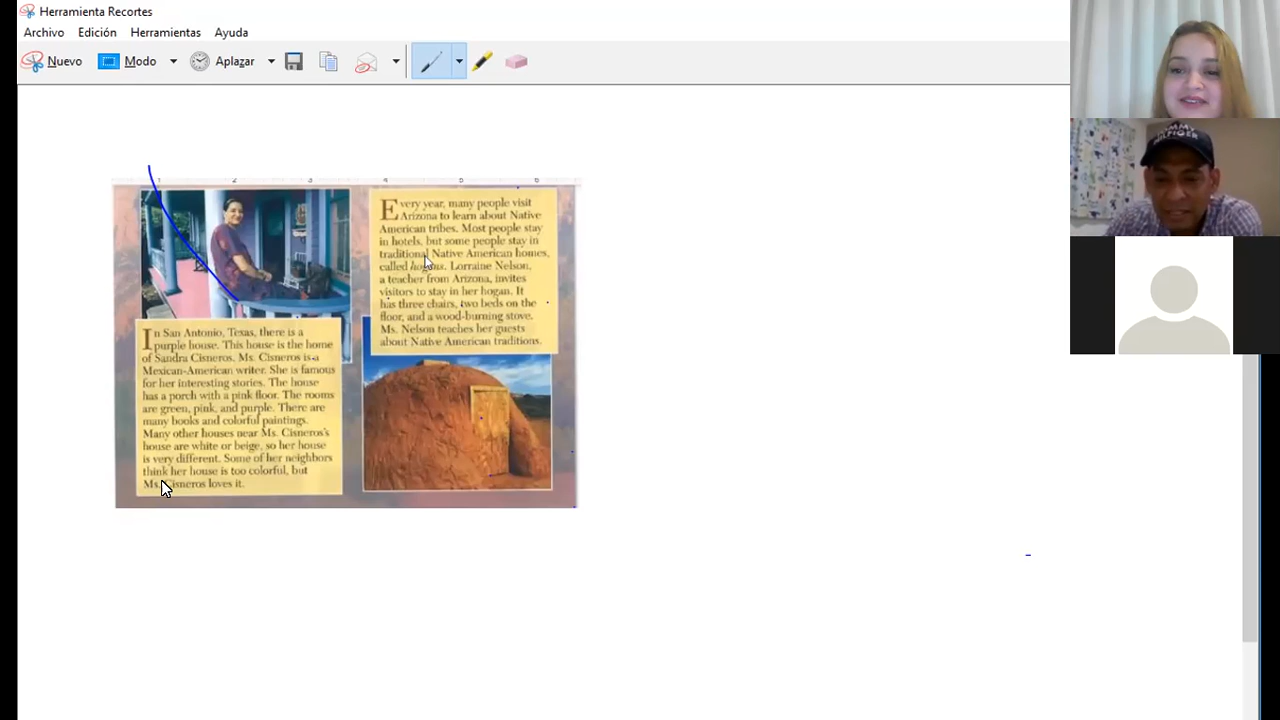 Herramienta Recortes
Archivo Edición Herramientas Ayuda
Nuevo Modo Aplazar
1 2 3 4 5 6
In San Antonio, Texas, there is a
purple house. This house is the home
of Sandra Cisneros. Ms. Cisneros is a
Mexican-American writer. She is famous
for her interesting stories. The house
has a porch with a pink floor. The rooms
are green, pink, and purple. There are
many books and colorful paintings.
Many other houses near Ms. Cisneros's
house are white or beige, so her house
is very different. Some of her neighbors
think her house is too colorful, but
Ms. Cisneros loves it.
Every year, many people visit
Arizona to learn about Native
American tribes. Most people stay
in hotels, but some people stay in
traditional Native American homes,
called hogans. Lorraine Nelson,
a teacher from Arizona, invites
visitors to stay in her hogan. It
has three chairs, two beds on the
floor, and a wood-burning stove.
Ms. Nelson teaches her guests
about Native American traditions.
TOMMY
HILFIGER